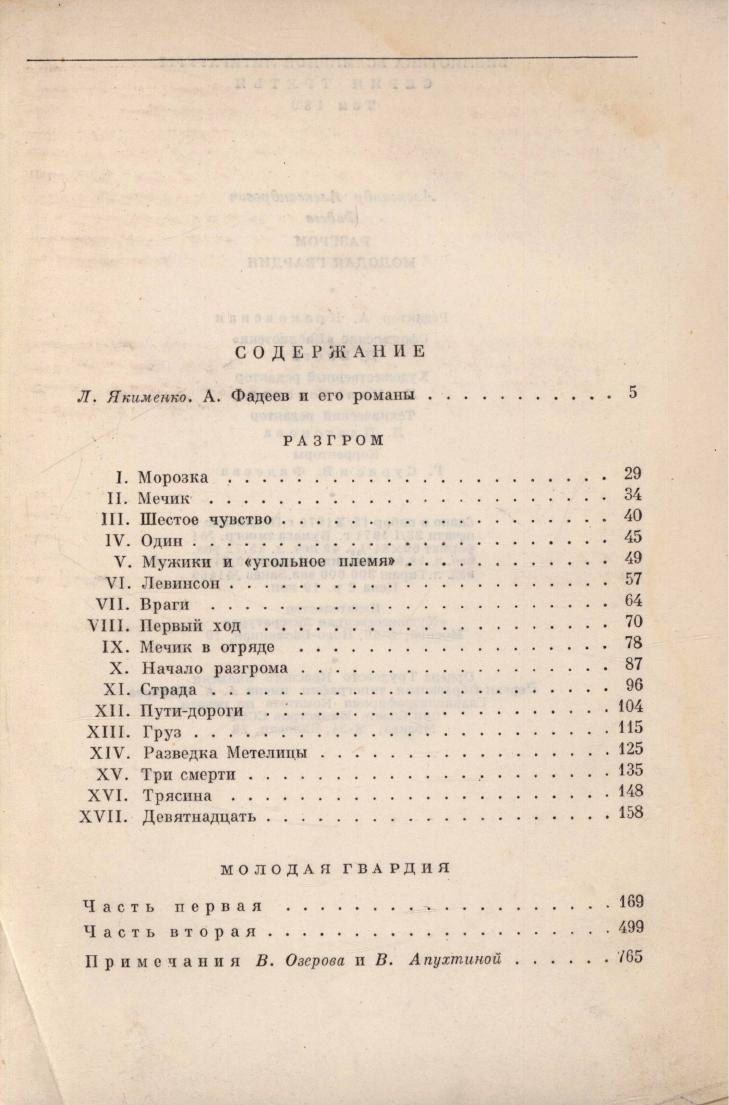 СОДЕРЖАНИЕ
Л. Якименко. А. Фадеев и его романы . . . . . . . . . . . 5
РАЗГРОМ
I. Морозка . . . . . . . . . . . . . . . . . . . . 29
II. Мечик . . . . . . . . . . . . . . . . . . . . . 34
III. Шестое чувство . . . . . . . . . . . . . . . . . 40
IV. Один . . . . . . . . . . . . . . . . . . . . . . 45
V. Мужики и «угольное племя» . . . . . . . . . . . 49
VI. Левинсон . . . . . . . . . . . . . . . . . . . . 57
VII. Враги . . . . . . . . . . . . . . . . . . . . . 64
VIII. Первый ход . . . . . . . . . . . . . . . . . . 70
IX. Мечик в отряде . . . . . . . . . . . . . . . . 78
X. Начало разгрома . . . . . . . . . . . . . . . . 87
XI. Страда . . . . . . . . . . . . . . . . . . . . . 96
XII. Пути-дороги . . . . . . . . . . . . . . . . . . 104
XIII. Груз . . . . . . . . . . . . . . . . . . . . . . 115
XIV. Разведка Метелицы . . . . . . . . . . . . . . . 125
XV. Три смерти . . . . . . . . . . . . . . . . . . . 135
XVI. Трясина . . . . . . . . . . . . . . . . . . . . 148
XVII. Девятнадцать . . . . . . . . . . . . . . . . . . 158
МОЛОДАЯ ГВАРДИЯ
Часть первая . . . . . . . . . . . . . . . . . 169
Часть вторая . . . . . . . . . . . . . . . . . . 499
Примечания В. Озерова и В. Апухтиной . . . . . . 765